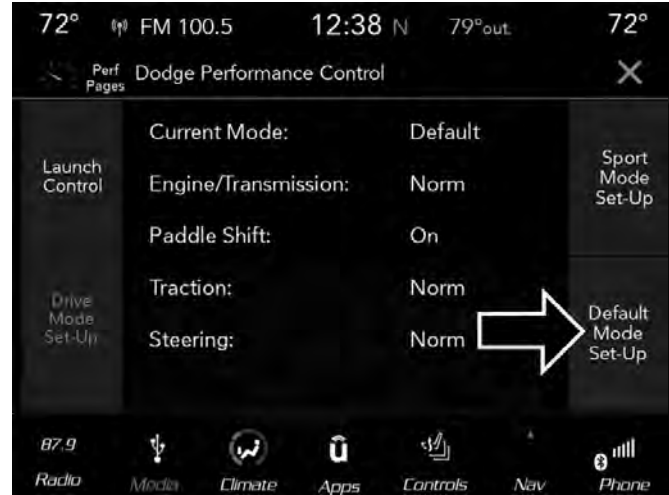 72° FM 100.5 12:38 N 79°out 72°
Perf
Pages
Dodge Performance Control
Launch
Control
Drive
Mode
Set-Up
Current Mode: Default
Engine/Transmission: Norm
Paddle Shift: On
Traction: Norm
Steering: Norm
Sport
Mode
Set-Up
Default
Mode
Set-Up
87.9
Radio Media Climate Apps Controls Nav Phone